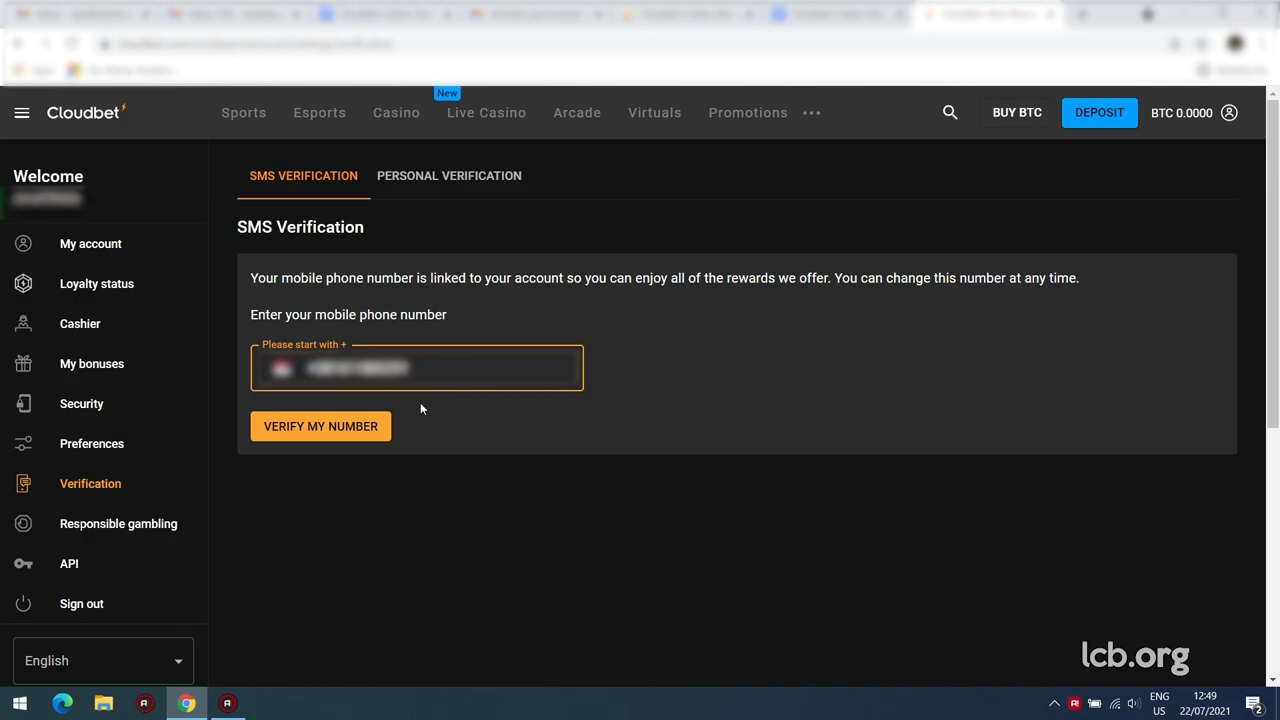 New
Cloudbet
Sports
Esports
Casino
Live Casino
Arcade
Virtuals
Promotions
BUY BTC
DEPOSIT
BTC 0.0000
Welcome
My account
Loyalty status
Cashier
My bonuses
Security
Preferences
Verification
Responsible gambling
API
Sign out
English
SMS VERIFICATION
PERSONAL VERIFICATION
SMS Verification
Your mobile phone number is linked to your account so you can enjoy all of the rewards we offer. You can change this number at any time.
Enter your mobile phone number
Please start with +
VERIFY MY NUMBER
lcb.org
ENG
US
12:49
22/07/2021
2